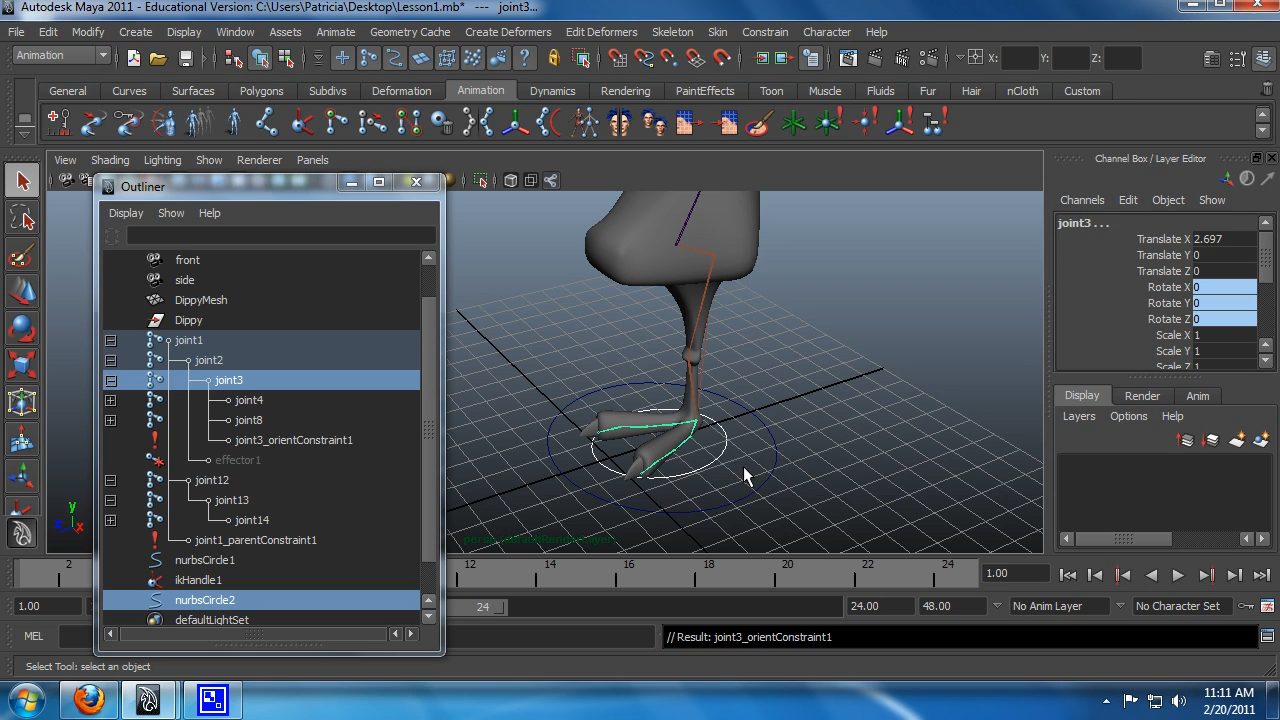 Autodesk Maya 2011 - Educational Version: C:\Users\Patricia\Desktop\Lesson1.mb* --- joint3...
File Edit Modify Create Display Window Assets Animate Geometry Cache Create Deformers Edit Deformers Skeleton Skin Constrain Character Help
Animation X: Y: Z:
General Curves Surfaces Polygons Subdivs Deformation Animation Dynamics Rendering PaintEffects Toon Muscle Fluids Fur Hair nCloth Custom
View Shading Lighting Show Renderer Panels
Channel Box / Layer Editor
Outliner
Display Show Help
Channels Edit Object Show
joint3 . . .
Translate X 2.697
Translate Y 0
Translate Z 0
Rotate X 0
Rotate Y 0
Rotate Z 0
Scale X 1
Scale Y 1
Scale Z 1
front
side
DippyMesh
Dippy
joint1
joint2
joint3
joint4
joint8
joint3_orientConstraint1
effector1
joint12
joint13
joint14
joint1_parentConstraint1
nurbsCircle1
ikHandle1
nurbsCircle2
defaultLightSet
y
z x
Display Render Anim
Layers Options Help
2 12 14 16 18 20 22 24 1.00
1.00 24 24.00 48.00 No Anim Layer No Character Set
MEL // Result: joint3_orientConstraint1
Select Tool: select an object
11:11 AM
2/20/2011